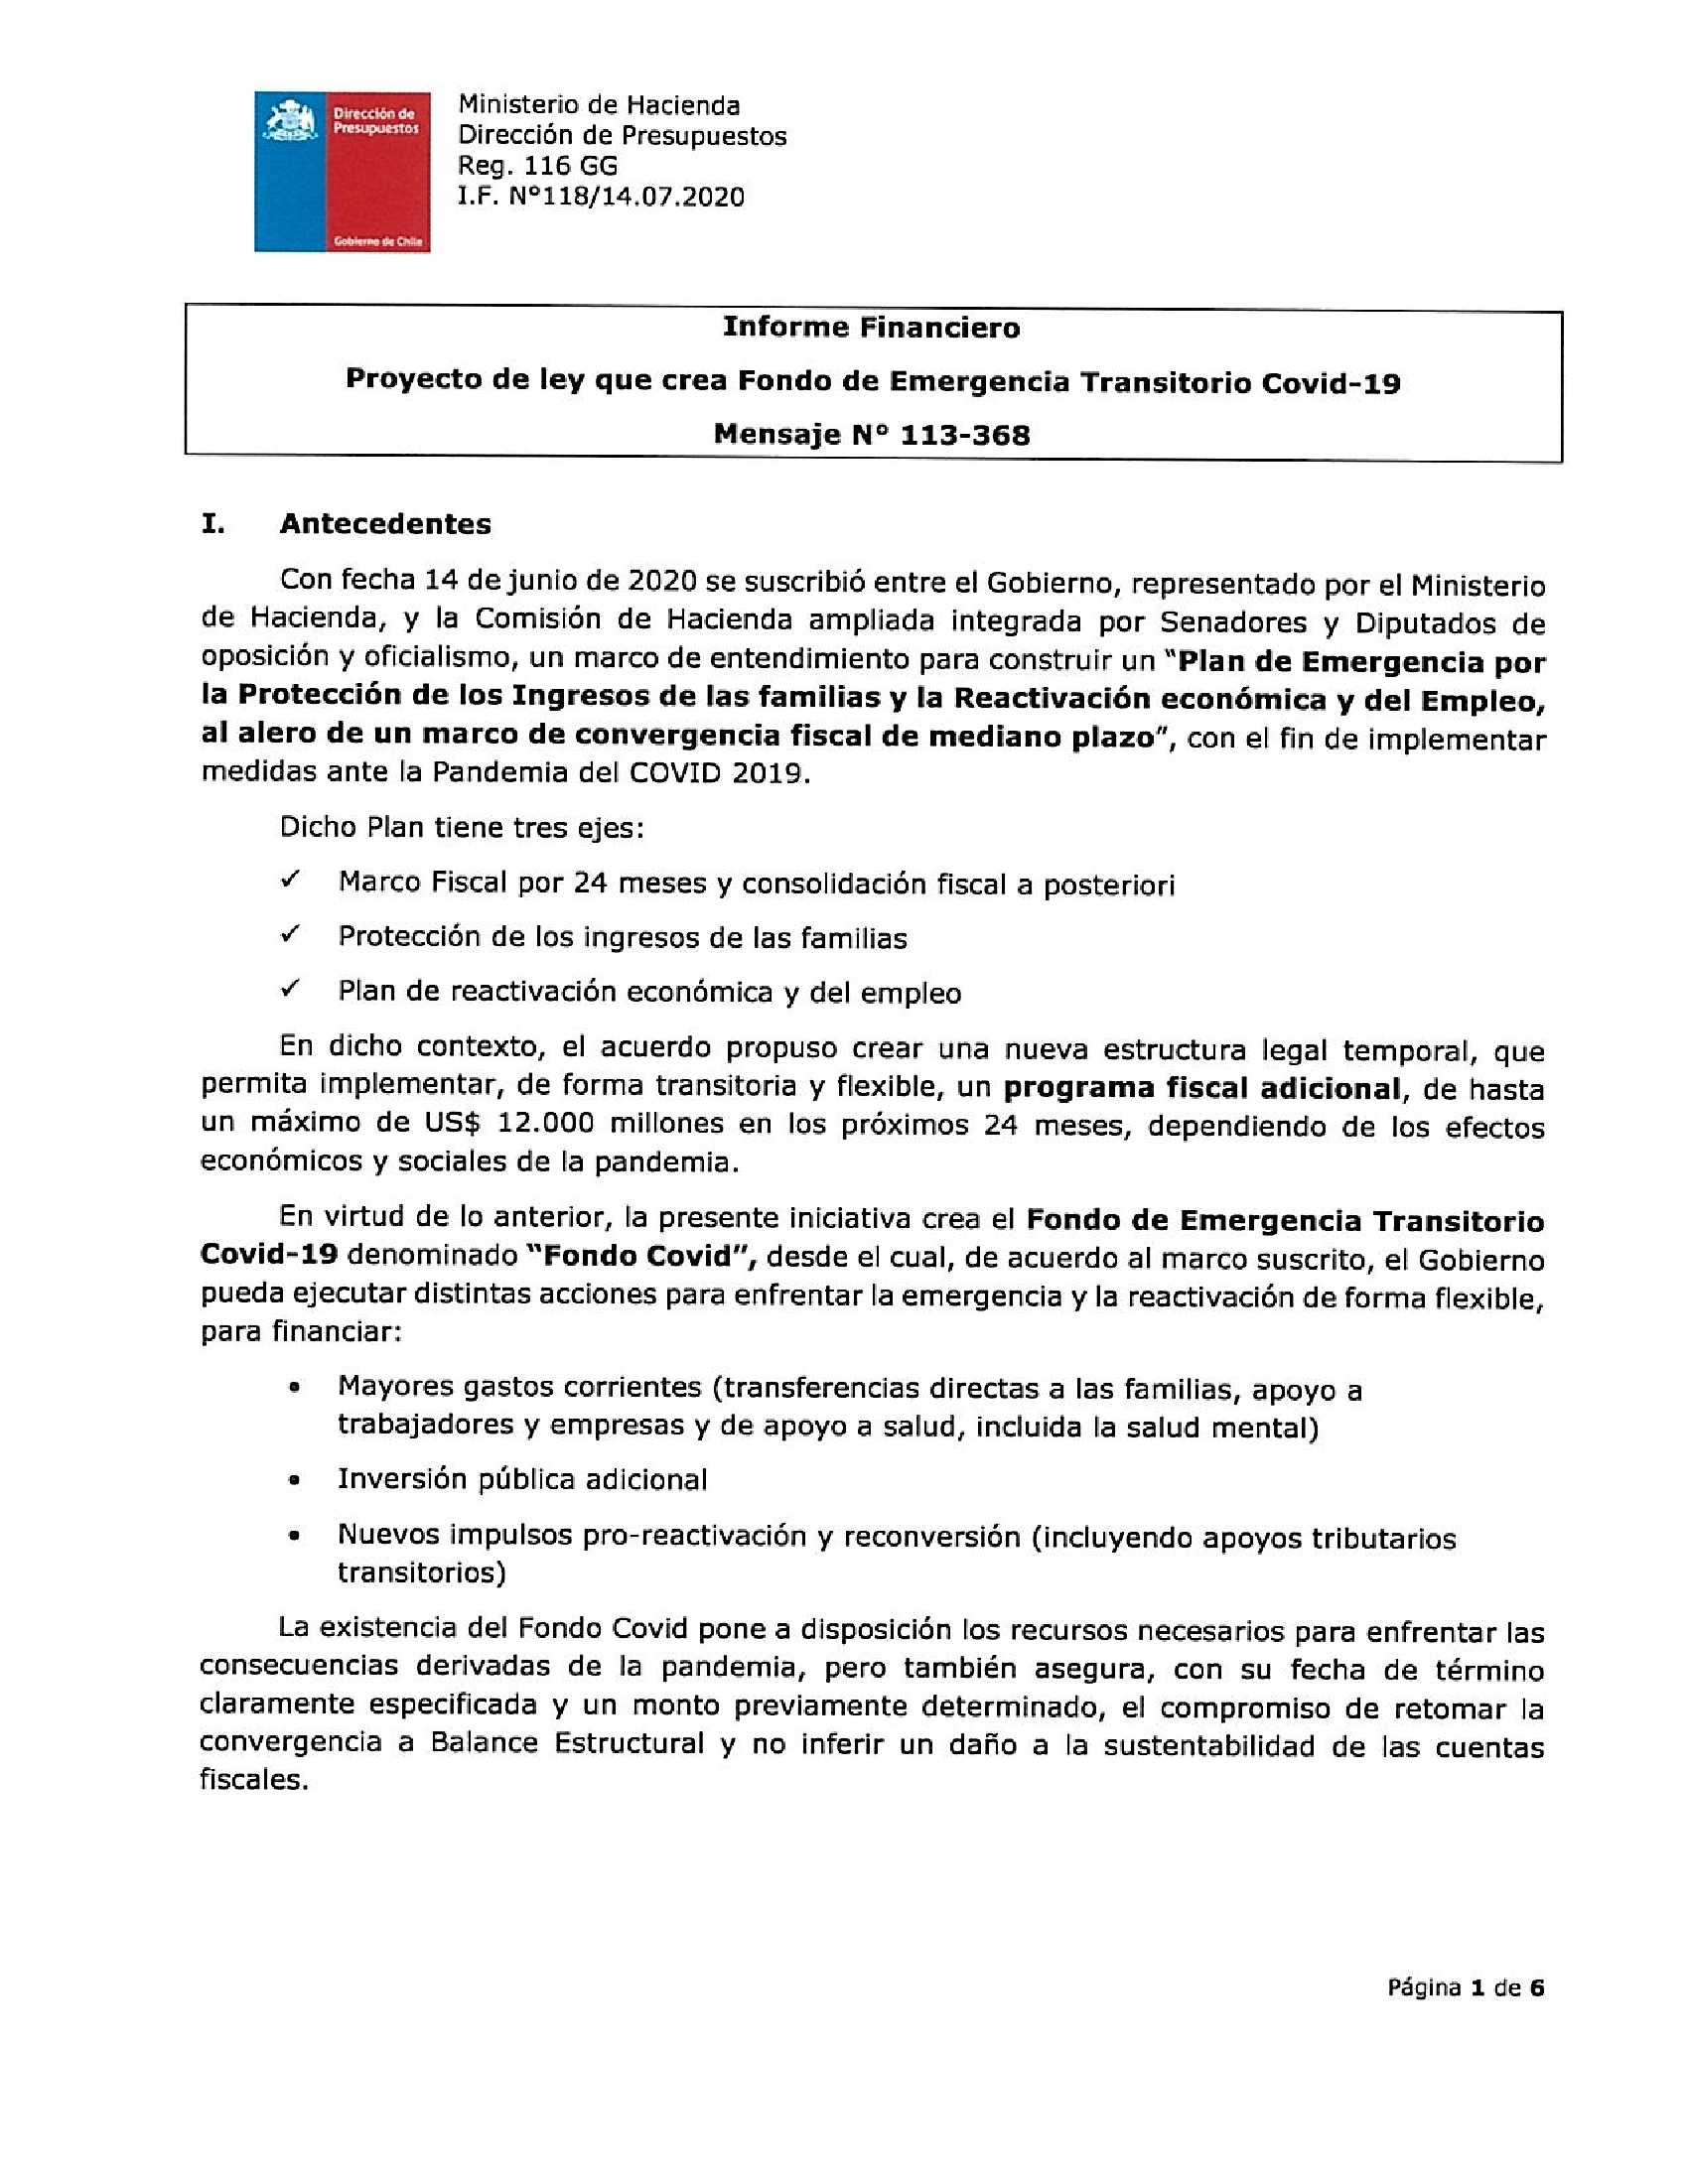 Dirección de
Presupuestos
Gobierno de Chile
Ministerio de Hacienda
Dirección de Presupuestos
Reg. 116 GG
I.F. N°118/14.07.2020
Informe Financiero
Proyecto de ley que crea Fondo de Emergencia Transitorio Covid-19
Mensaje N° 113-368
I. Antecedentes
Con fecha 14 de junio de 2020 se suscribió entre el Gobierno, representado por el Ministerio
de Hacienda, y la Comisión de Hacienda ampliada integrada por Senadores y Diputados de
oposición y oficialismo, un marco de entendimiento para construir un "Plan de Emergencia por
la Protección de los Ingresos de las familias y la Reactivación económica y del Empleo,
al alero de un marco de convergencia fiscal de mediano plazo", con el fin de implementar
medidas ante la Pandemia del COVID 2019.
Dicho Plan tiene tres ejes:
✓ Marco Fiscal por 24 meses y consolidación fiscal a posteriori
✓ Protección de los ingresos de las familias
✓ Plan de reactivación económica y del empleo
En dicho contexto, el acuerdo propuso crear una nueva estructura legal temporal, que
permita implementar, de forma transitoria y flexible, un programa fiscal adicional, de hasta
un máximo de US$ 12.000 millones en los próximos 24 meses, dependiendo de los efectos
económicos y sociales de la pandemia.
En virtud de lo anterior, la presente iniciativa crea el Fondo de Emergencia Transitorio
Covid-19 denominado "Fondo Covid", desde el cual, de acuerdo al marco suscrito, el Gobierno
pueda ejecutar distintas acciones para enfrentar la emergencia y la reactivación de forma flexible,
para financiar:
• Mayores gastos corrientes (transferencias directas a las familias, apoyo a
trabajadores y empresas y de apoyo a salud, incluida la salud mental)
• Inversión pública adicional
• Nuevos impulsos pro-reactivación y reconversión (incluyendo apoyos tributarios
transitorios)
La existencia del Fondo Covid pone a disposición los recursos necesarios para enfrentar las
consecuencias derivadas de la pandemia, pero también asegura, con su fecha de término
claramente especificada y un monto previamente determinado, el compromiso de retomar la
convergencia a Balance Estructural y no inferir un daño a la sustentabilidad de las cuentas
fiscales.
Página 1 de 6